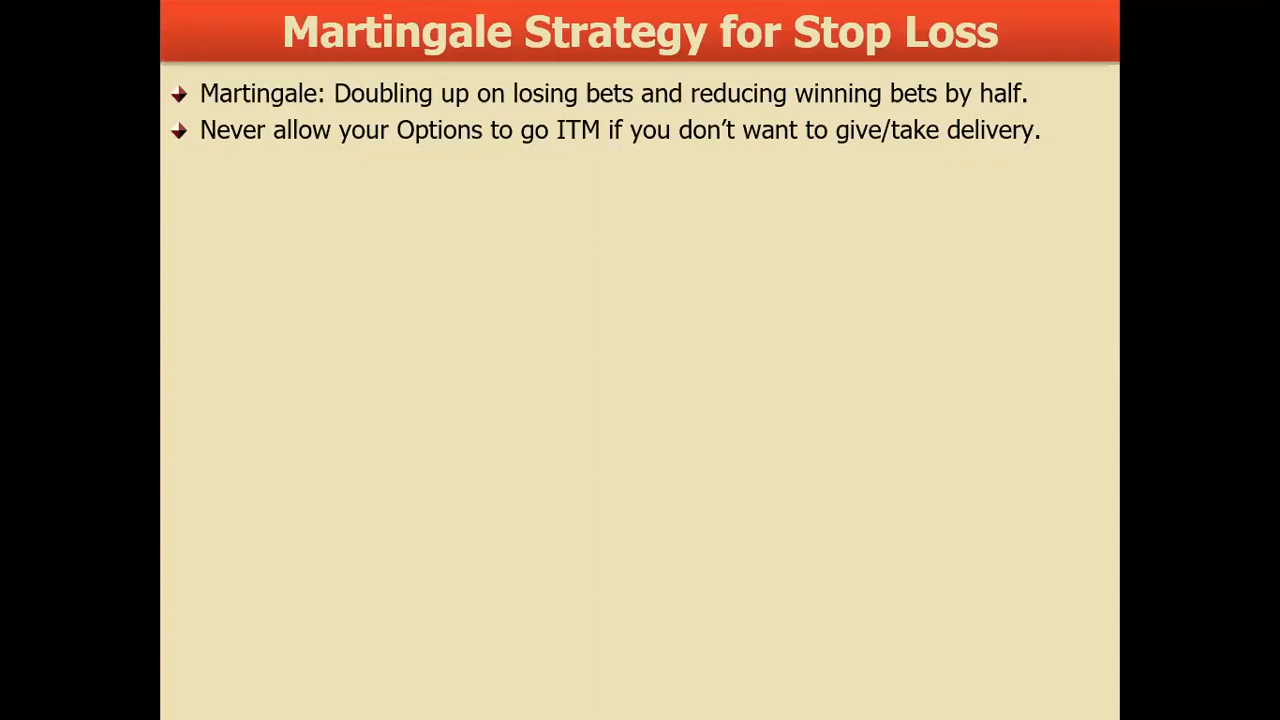 Martingale Strategy for Stop Loss
Martingale: Doubling up on losing bets and reducing winning bets by half.
Never allow your Options to go ITM if you don’t want to give/take delivery.